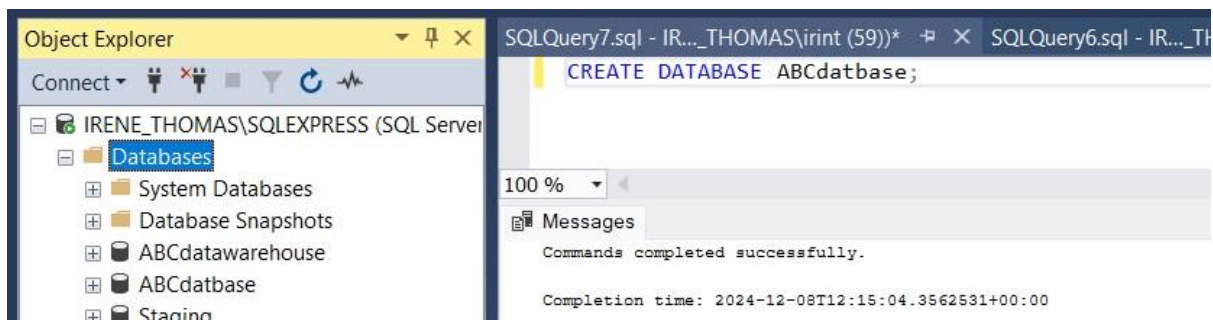 Object Explorer
Connect
IRENE_THOMAS\SQLEXPRESS (SQL Server
Databases
System Databases
Database Snapshots
ABCdatawarehouse
ABCdatbase
Staging
SQLQuery7.sql - IR..._THOMAS\irint (59))*
SQLQuery6.sql - IR..._TH
CREATE DATABASE ABCdatbase;
100 %
Messages
Commands completed successfully.
Completion time: 2024-12-08T12:15:04.3562531+00:00